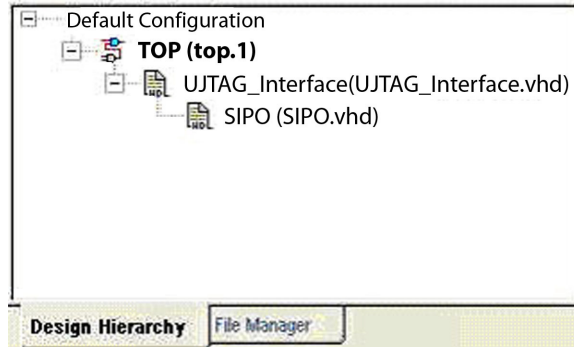 Default Configuration
TOP (top.1)
UJTAG_Interface(UJTAG_Interface.vhd)
SIPO (SIPO.vhd)
Design Hierarchy
File Manager